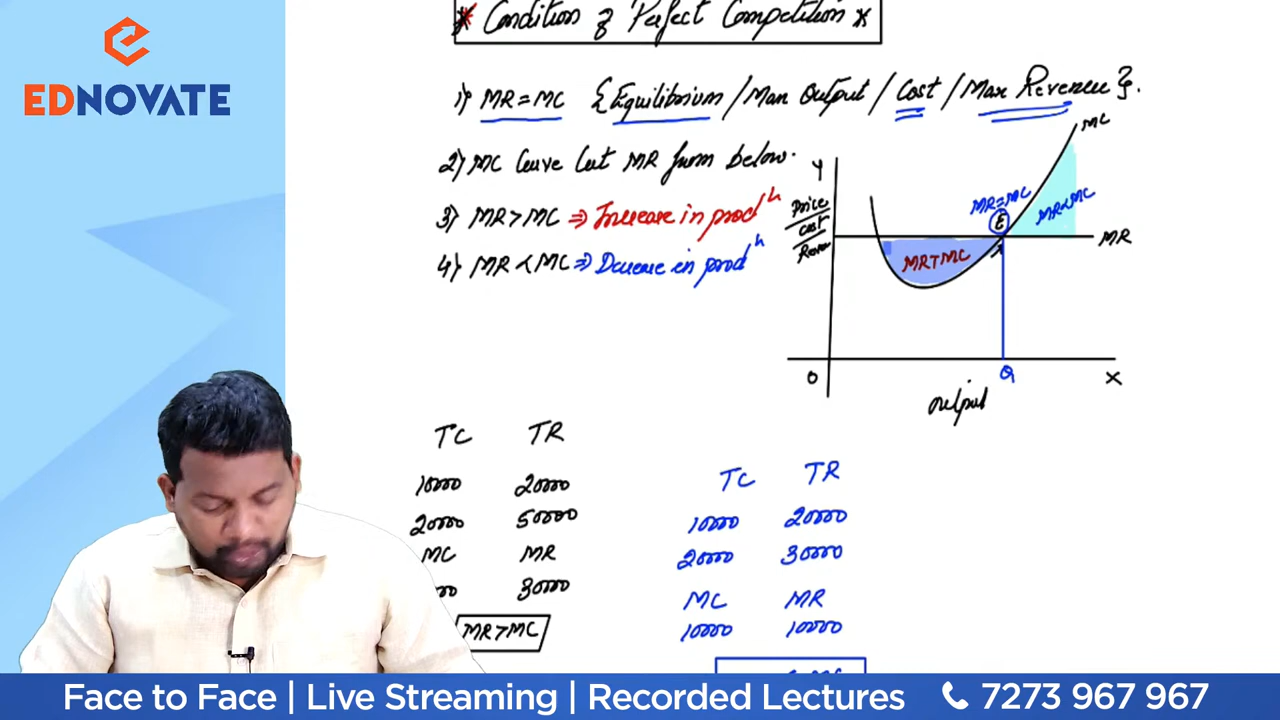 EDNOVATE
* Condition of Perfect Competition *
1) MR = MC { Equilibrium / Max Output / Cost / Max Revenue }.
2) MC Curve Cut MR from below.
3) MR > MC ⇒ Increase in prodⁿ
4) MR < MC ⇒ Decrease in prodⁿ
Y
Price
Cost
Reve
MC
MR = MC
E
MR < MC
MR
MR > MC
O
Q
X
output
TC TR
10000 20000
20000 50000
MC MR
30000
MR > MC
TC TR
10000 20000
20000 30000
MC MR
10000 10000
Face to Face | Live Streaming | Recorded Lectures 7273 967 967